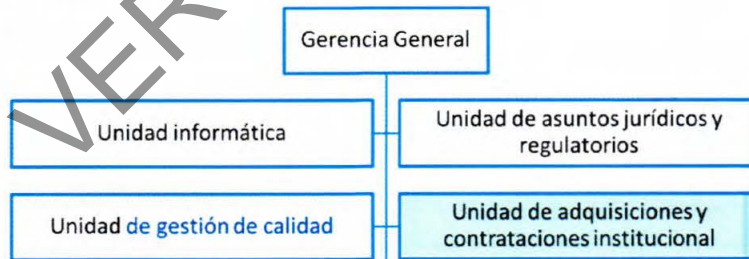 Gerencia General
Unidad informática
Unidad de asuntos jurídicos y
regulatorios
Unidad de gestión de calidad
Unidad de adquisiciones y
contrataciones institucional